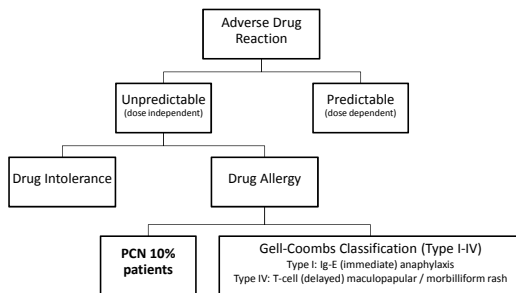 Adverse Drug
Reaction
Unpredictable
(dose independent)
Predictable
(dose dependent)
Drug Intolerance
Drug Allergy
PCN 10%
patients
Gell-Coombs Classification (Type I-IV)
Type I: Ig-E (immediate) anaphylaxis
Type IV: T-cell (delayed) maculopapular / morbilliform rash